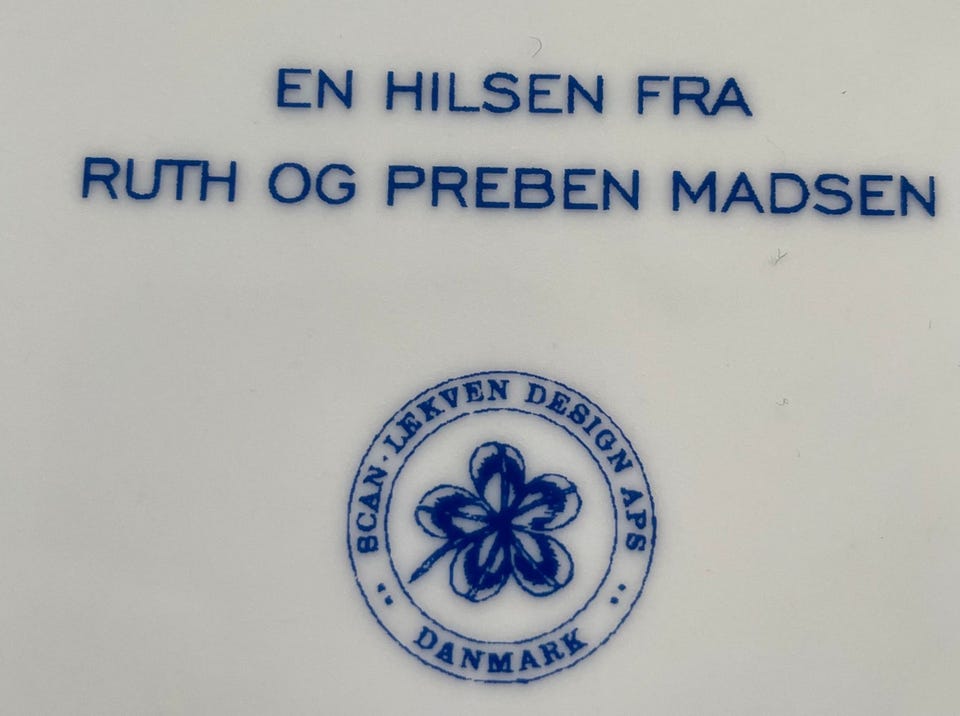 EN HILSEN FRA
RUTH OG PREBEN MADSEN
SCAN·LEKVEN DESIGN APS
DANMARK